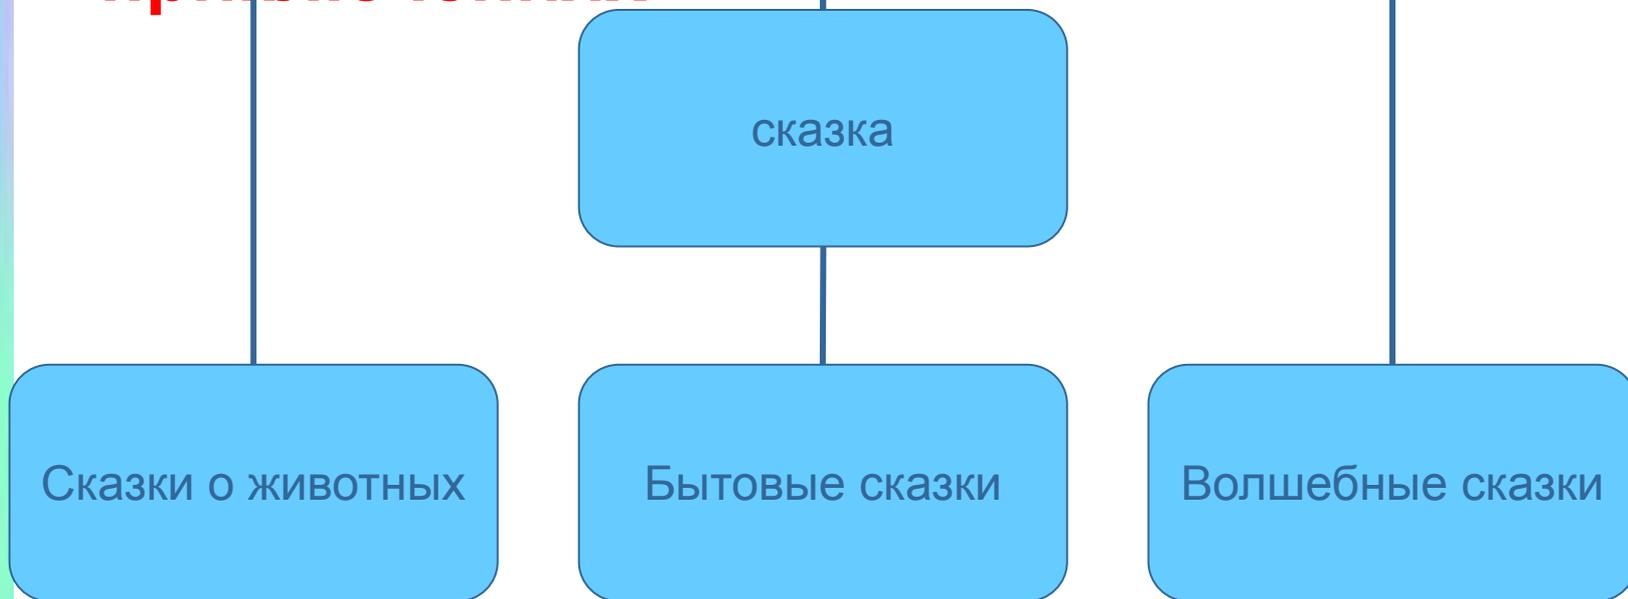 сказка
Сказки о животных
Бытовые сказки
Волшебные сказки